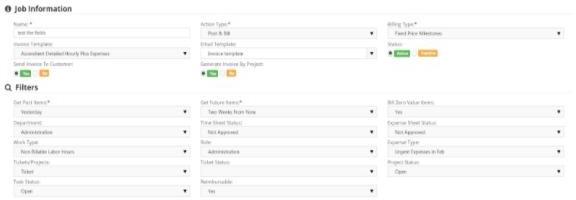 Job Information
Name: * Action Type:* Billing Type:*
test the fields Post & Bill Fixed Price Milestones
Invoice Template: Email Template: Status:
Ascendient Detailed Hourly Plus Expenses Invoice template Active Inactive
Send Invoice To Customer: Generate Invoice By Project:
Yes No Yes No
Filters
Get Past Items:* Get Future Items:* Bill Zero Value Items:
Yesterday Two Weeks From Now Yes
Department: Time Sheet Status: Expense Sheet Status:
Administration Not Approved Not Approved
Work Type: Role: Expense Type:
Non-Billable Labor Hours Administration Urgent Expenses in Feb
Tickets/Projects: Ticket Status: Project Status:
Ticket Open
Task Status: Reimbursable:
Open Yes